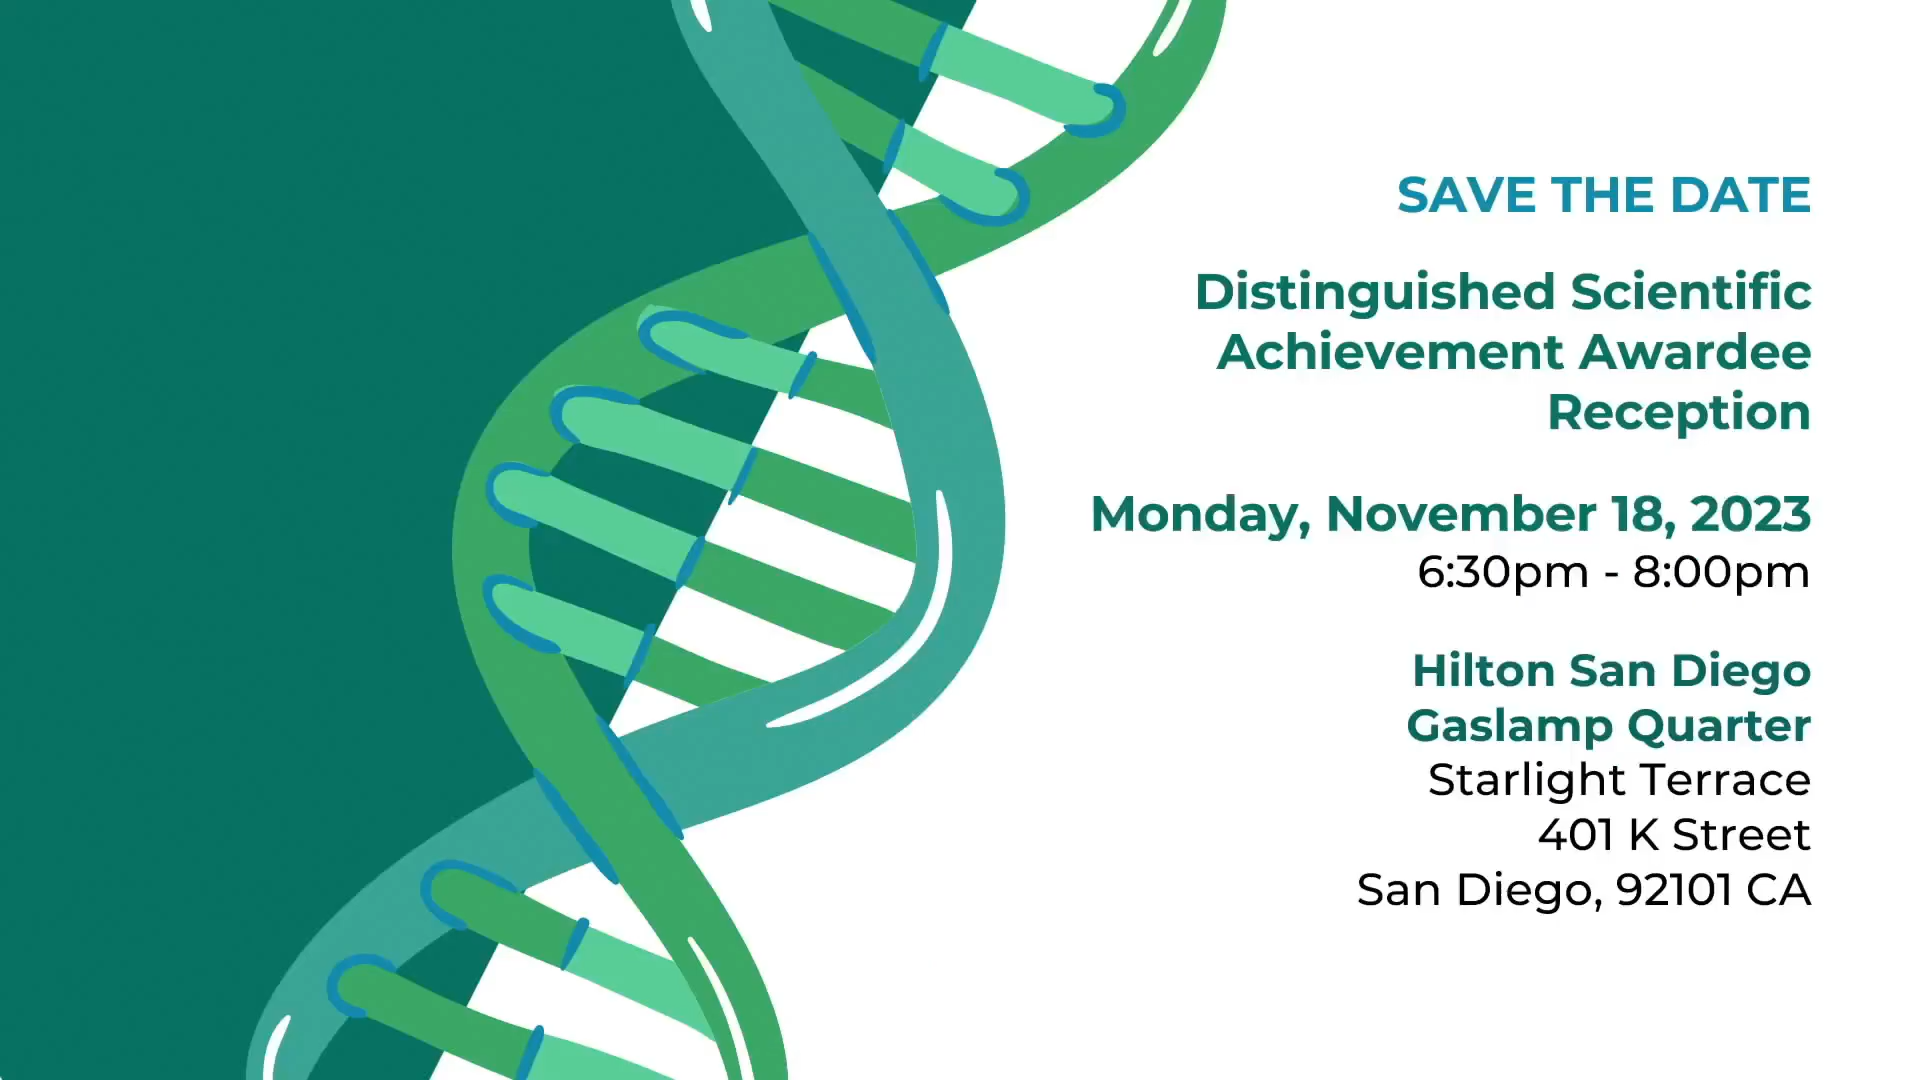 SAVE THE DATE
Distinguished Scientific
Achievement Awardee
Reception
Monday, November 18, 2023
6:30pm - 8:00pm
Hilton San Diego
Gaslamp Quarter
Starlight Terrace
401 K Street
San Diego, 92101 CA